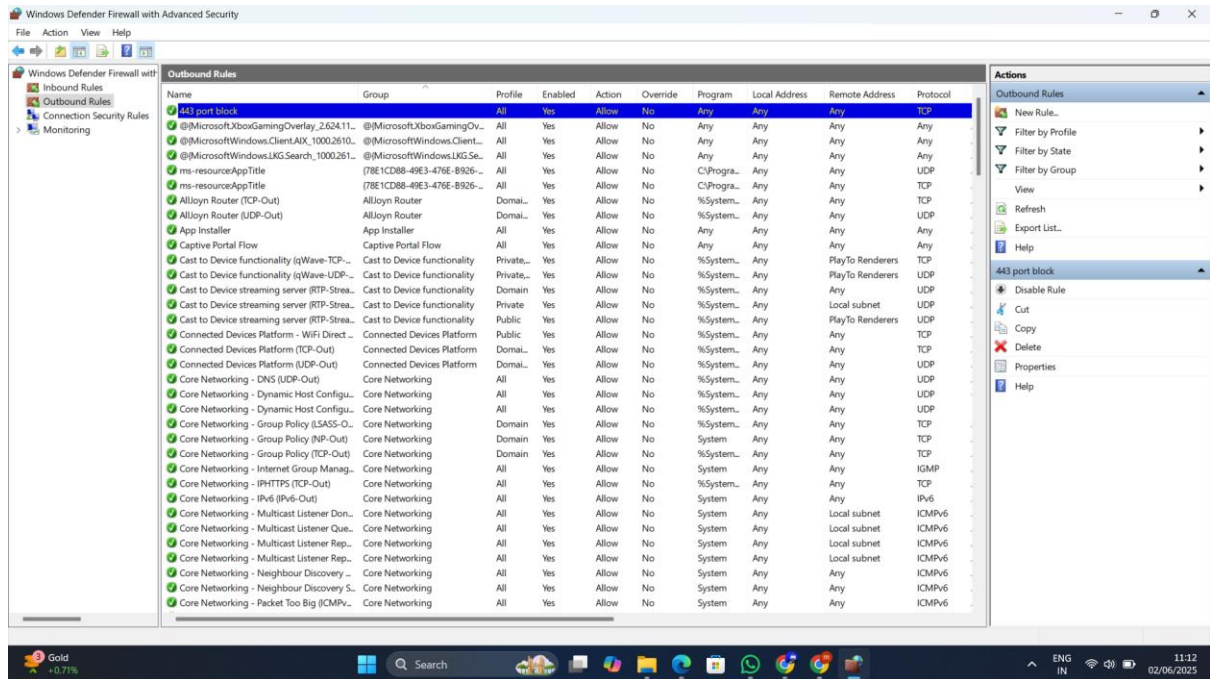 Windows Defender Firewall with Advanced Security
File Action View Help
Windows Defender Firewall with
Inbound Rules
Outbound Rules
Connection Security Rules
Monitoring
Outbound Rules
Name Group Profile Enabled Action Override Program Local Address Remote Address Protocol
443 port block All Yes Allow No Any Any Any TCP
@{Microsoft.XboxGamingOverlay_2.624.11... @{Microsoft.XboxGamingOv... All Yes Allow No Any Any Any Any
@{MicrosoftWindows.Client.AIX_1000.2610... @{MicrosoftWindows.Client... All Yes Allow No Any Any Any Any
@{MicrosoftWindows.LKG.Search_1000.261... @{MicrosoftWindows.LKG.Se... All Yes Allow No Any Any Any Any
ms-resource:AppTitle {78E1CD88-49E3-476E-B926-... All Yes Allow No C:\Progra... Any Any UDP
ms-resource:AppTitle {78E1CD88-49E3-476E-B926-... All Yes Allow No C:\Progra... Any Any TCP
AllJoyn Router (TCP-Out) AllJoyn Router Domai... Yes Allow No %System... Any Any TCP
AllJoyn Router (UDP-Out) AllJoyn Router Domai... Yes Allow No %System... Any Any UDP
App Installer App Installer All Yes Allow No Any Any Any Any
Captive Portal Flow Captive Portal Flow All Yes Allow No Any Any Any Any
Cast to Device functionality (qWave-TCP-... Cast to Device functionality Private,... Yes Allow No %System... Any PlayTo Renderers TCP
Cast to Device functionality (qWave-UDP-... Cast to Device functionality Private,... Yes Allow No %System... Any PlayTo Renderers UDP
Cast to Device streaming server (RTP-Strea... Cast to Device functionality Domain Yes Allow No %System... Any Any UDP
Cast to Device streaming server (RTP-Strea... Cast to Device functionality Private Yes Allow No %System... Any Local subnet UDP
Cast to Device streaming server (RTP-Strea... Cast to Device functionality Public Yes Allow No %System... Any PlayTo Renderers UDP
Connected Devices Platform - WiFi Direct ... Connected Devices Platform Public Yes Allow No %System... Any Any TCP
Connected Devices Platform (TCP-Out) Connected Devices Platform Domai... Yes Allow No %System... Any Any TCP
Connected Devices Platform (UDP-Out) Connected Devices Platform Domai... Yes Allow No %System... Any Any UDP
Core Networking - DNS (UDP-Out) Core Networking All Yes Allow No %System... Any Any UDP
Core Networking - Dynamic Host Configu... Core Networking All Yes Allow No %System... Any Any UDP
Core Networking - Dynamic Host Configu... Core Networking All Yes Allow No %System... Any Any UDP
Core Networking - Group Policy (LSASS-O... Core Networking Domain Yes Allow No %System... Any Any TCP
Core Networking - Group Policy (NP-Out) Core Networking Domain Yes Allow No System Any Any TCP
Core Networking - Group Policy (TCP-Out) Core Networking Domain Yes Allow No %System... Any Any TCP
Core Networking - Internet Group Manag... Core Networking All Yes Allow No System Any Any IGMP
Core Networking - IPHTTPS (TCP-Out) Core Networking All Yes Allow No %System... Any Any TCP
Core Networking - IPv6 (IPv6-Out) Core Networking All Yes Allow No System Any Any IPv6
Core Networking - Multicast Listener Don... Core Networking All Yes Allow No System Any Local subnet ICMPv6
Core Networking - Multicast Listener Que... Core Networking All Yes Allow No System Any Local subnet ICMPv6
Core Networking - Multicast Listener Rep... Core Networking All Yes Allow No System Any Local subnet ICMPv6
Core Networking - Multicast Listener Rep... Core Networking All Yes Allow No System Any Local subnet ICMPv6
Core Networking - Neighbour Discovery ... Core Networking All Yes Allow No System Any Any ICMPv6
Core Networking - Neighbour Discovery S... Core Networking All Yes Allow No System Any Any ICMPv6
Core Networking - Packet Too Big (ICMPv... Core Networking All Yes Allow No System Any Any ICMPv6
Actions
Outbound Rules
New Rule...
Filter by Profile
Filter by State
Filter by Group
View
Refresh
Export List...
Help
443 port block
Disable Rule
Cut
Copy
Delete
Properties
Help
3
Gold
+0.71%
Search
ENG
IN
11:12
02/06/2025